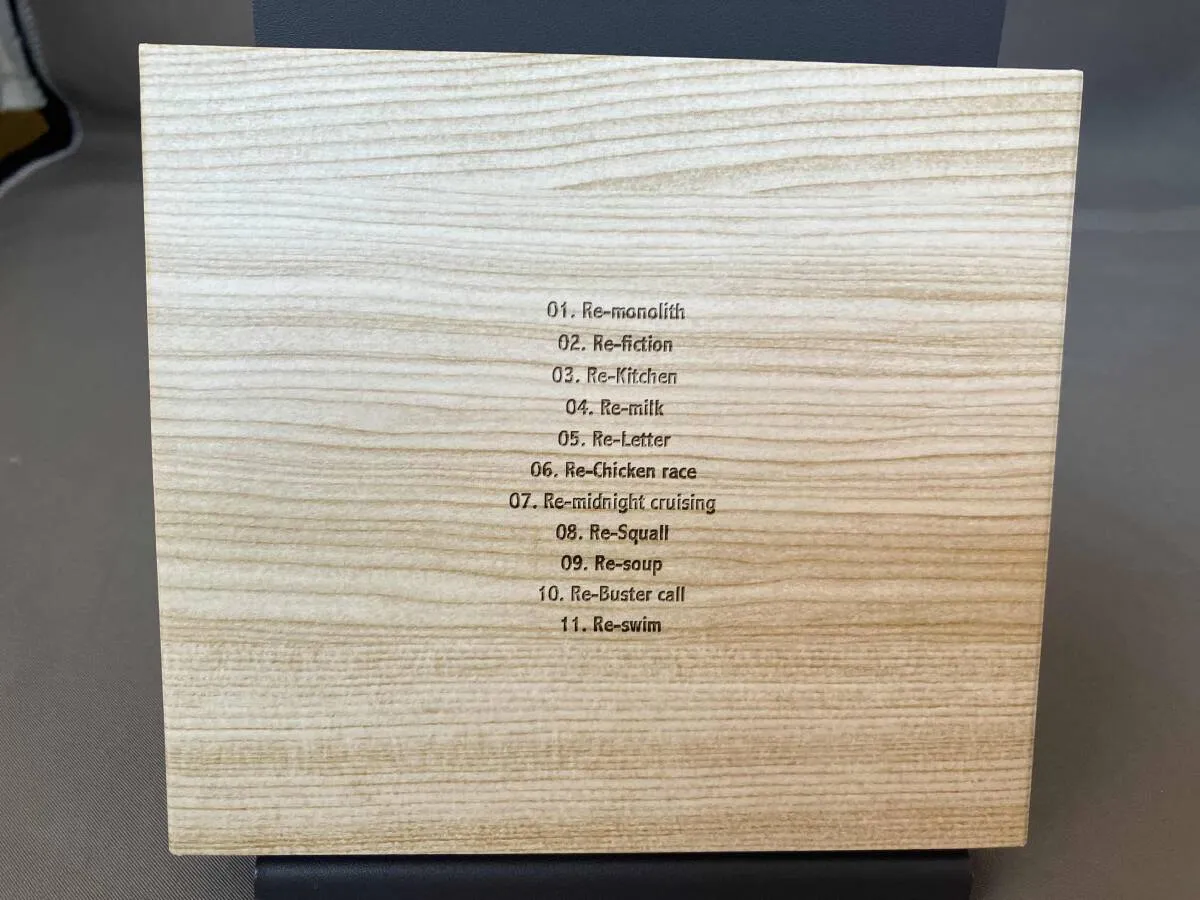 01. Re-monolith
02. Re-fiction
03. Re-Kitchen
04. Re-milk
05. Re-Letter
06. Re-Chicken race
07. Re-midnight cruising
08. Re-Squall
09. Re-soup
10. Re-Buster call
11. Re-swim